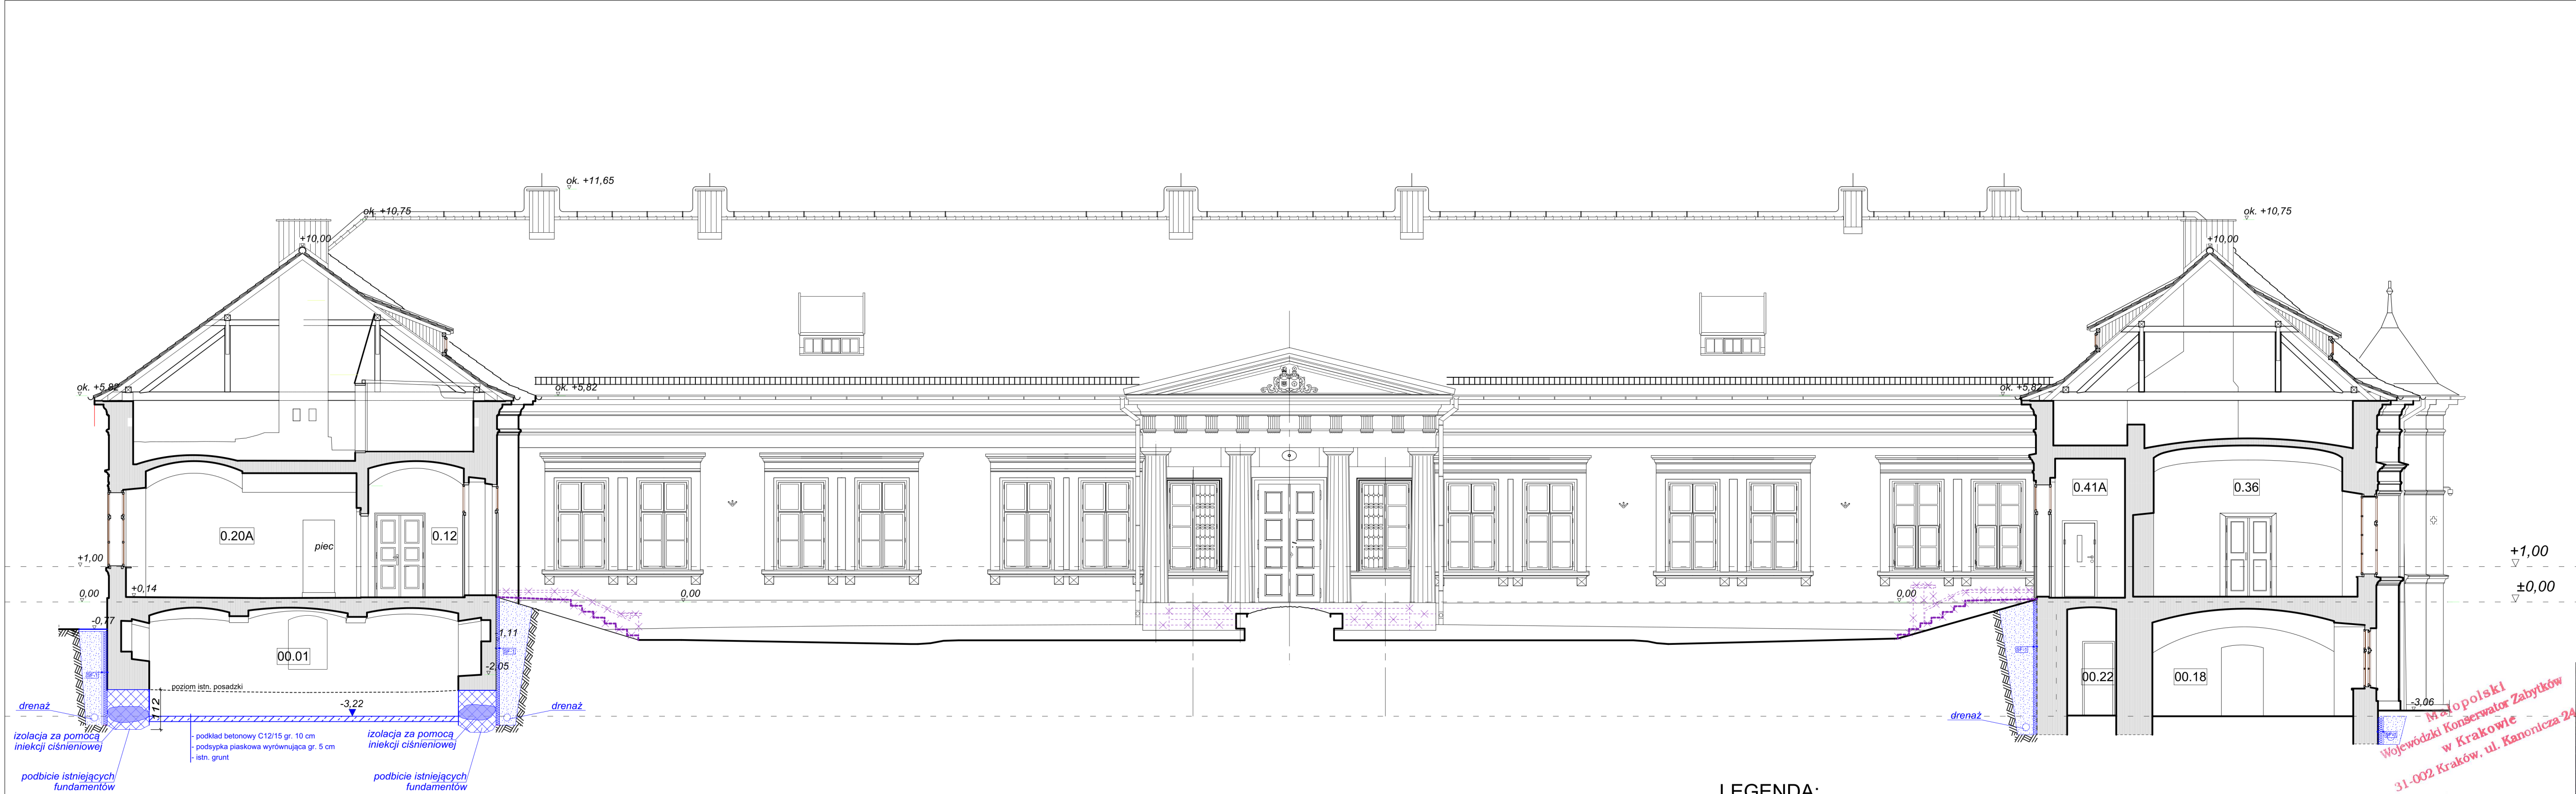 ok. +11,65
ok. +10,75
ok. +10,75
+10,00
+10,00
ok. +5,82
ok. +5,82
ok. +5,82
0.20A
piec
0.12
0.41A
0.36
+1,00
+1,00
+0,14
0,00
0,00
0,00
±0,00
-0,77
-1,11
-2,05
00.01
00.22
00.18
poziom istn. posadzki
112
-3,22
-3,06
drenaż
drenaż
drenaż
izolacja za pomocą
iniekcji ciśnieniowej
izolacja za pomocą
iniekcji ciśnieniowej
- podkład betonowy C12/15 gr. 10 cm
- podsypka piaskowa wyrównująca gr. 5 cm
- istn. grunt
podbicie istniejących
fundamentów
podbicie istniejących
fundamentów
Małopolski
Wojewódzki Konserwator Zabytków
w Krakowie
31-002 Kraków, ul. Kanonicza 24
LEGENDA: